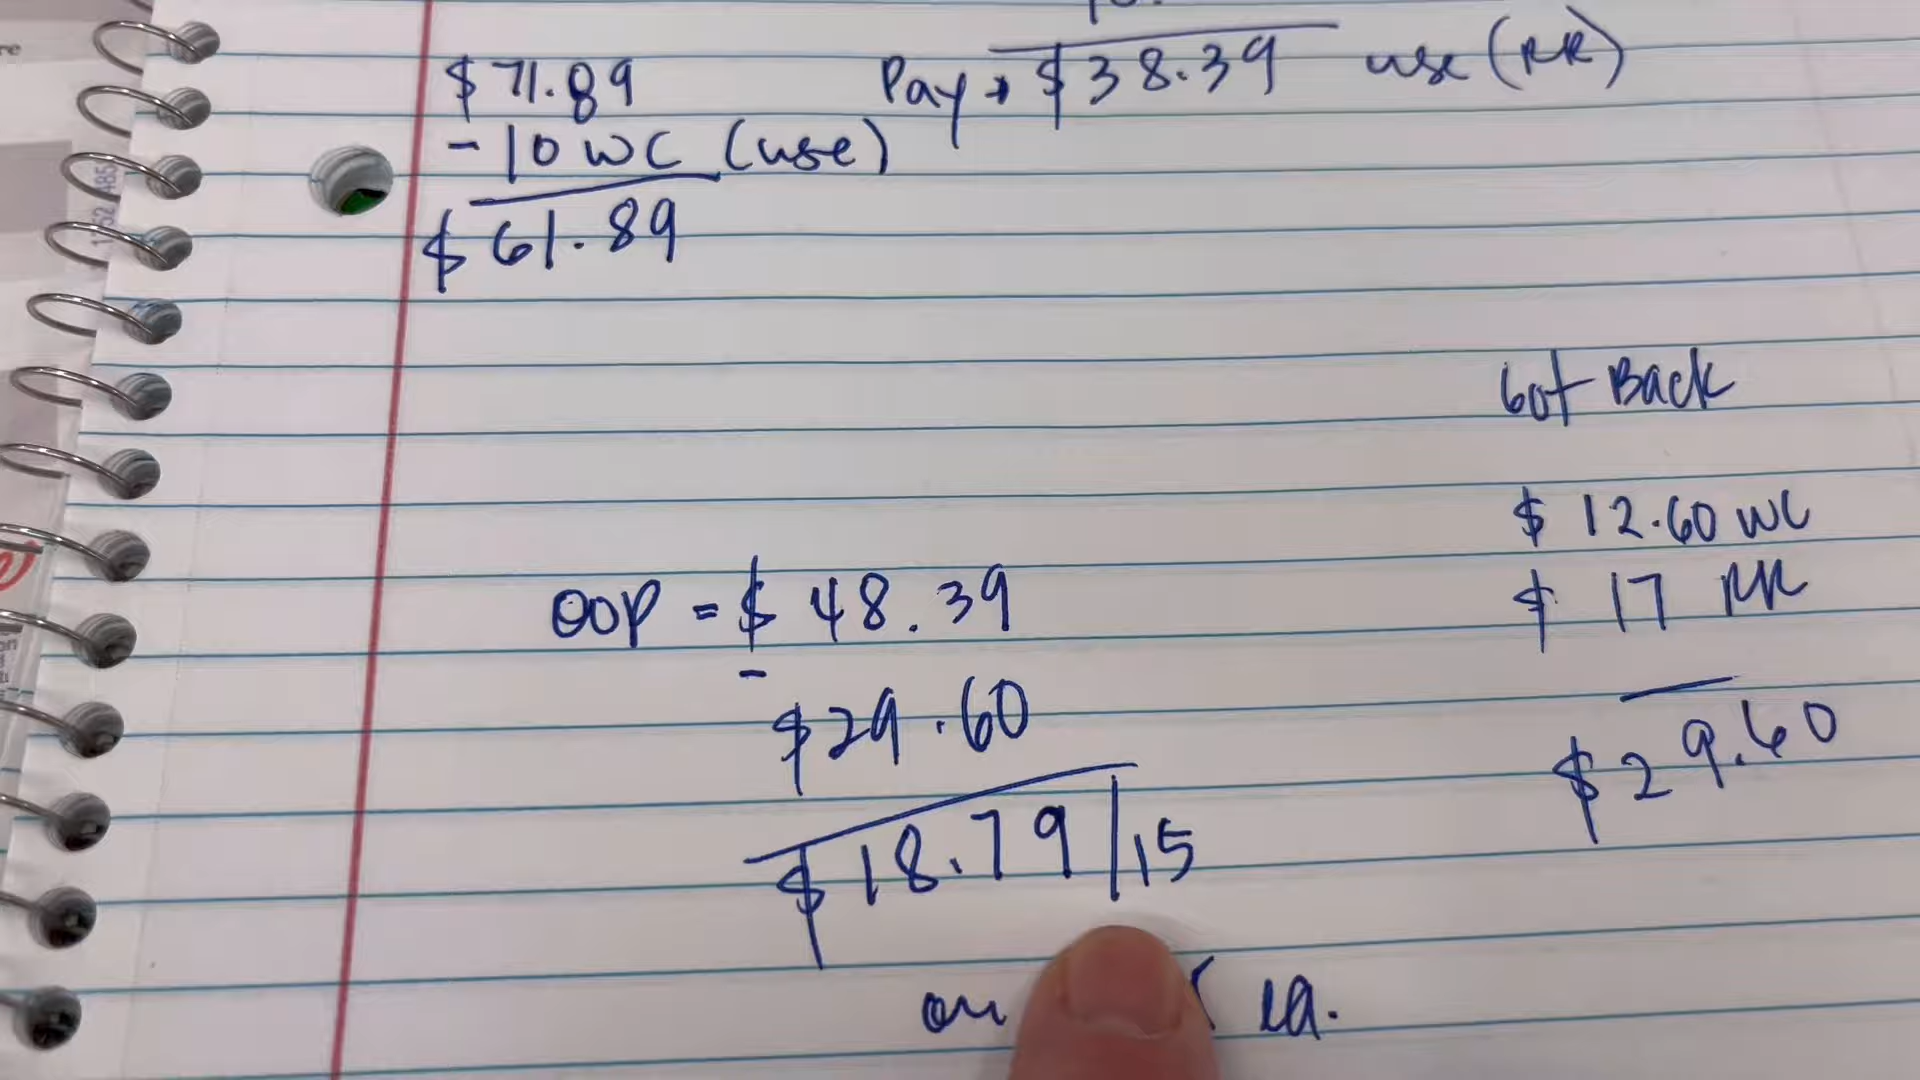 $71.89
- 10 WC (use)
$61.89
Pay → $38.39 use (RR)
Got Back
$12.60 WC
$17 RR
$29.60
OOP = $48.39
-
$29.60
$18.79 | 15
ea.